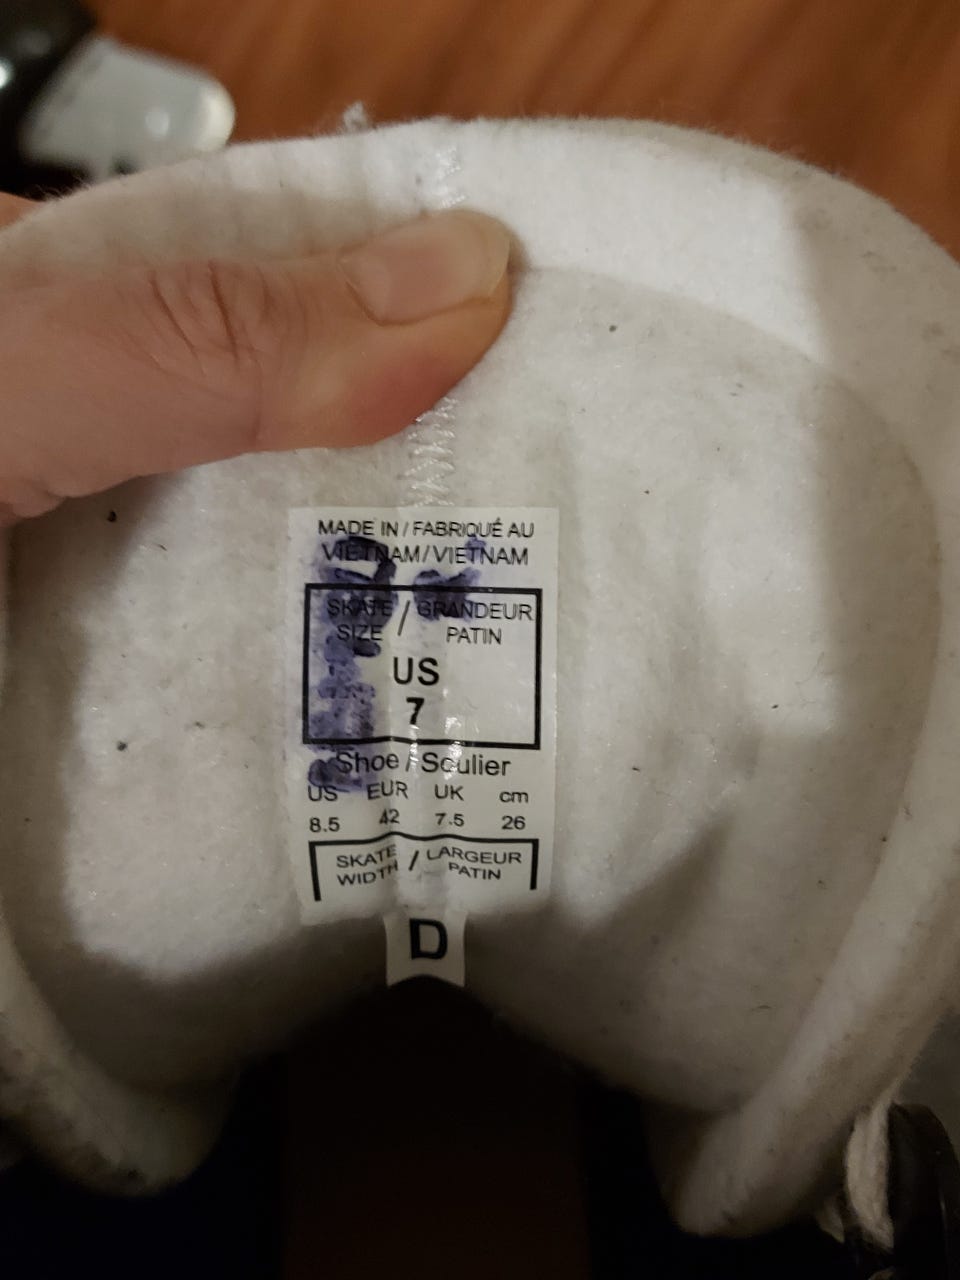 MADE IN / FABRIQUÉ AU
VIETNAM/VIETNAM
SKATE / GRANDEUR
SIZE PATIN
US
7
Shoe / Soulier
US EUR UK cm
8.5 42 7.5 26
SKATE / LARGEUR
WIDTH PATIN
D